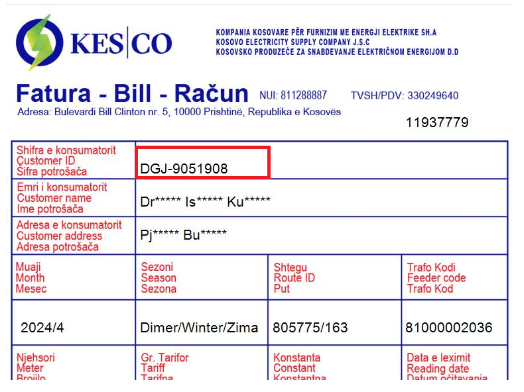 KESCO
KOMPANIA KOSOVARE PËR FURNIZIM ME ENERGJI ELEKTRIKE SH.A
KOSOVO ELECTRICITY SUPPLY COMPANY J.S.C
KOSOVSKO PREDUZEĆE ZA SNABDEVANJE ELEKTRIČNOM ENERGIJOM D.D
Fatura - Bill - Račun NUI: 811288887 TVSH/PDV: 330249640
Adresa: Bulevardi Bill Clinton nr. 5, 10000 Prishtinë, Republika e Kosovës
11937779
Shifra e konsumatorit
Customer ID
Šifra potrošača
DGJ-9051908
Emri i konsumatorit
Customer name
Ime potrošača
Dr***** Is***** Ku*****
Adresa e konsumatorit
Customer address
Adresa potrošača
Pj***** Bu*****
Muaji Sezoni Shtegu Trafo Kodi
Month Season Route ID Feeder code
Mesec Sezona Put Trafo Kod
2024/4 Dimer/Winter/Zima 805775/163 81000002036
Njehsori Gr. Tarifor Konstanta Data e leximit
Meter Tariff Constant Reading date
Brojilo Tarifna Konstantna Datum očitavanja